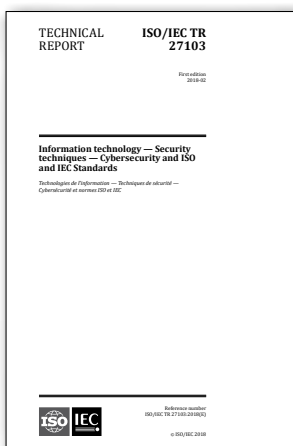 TECHNICAL REPORT
ISO/IEC TR 27103
First edition
2018-02
Information technology — Security
techniques — Cybersecurity and ISO
and IEC Standards
Technologies de l'information — Techniques de sécurité —
Cybersécurité et normes ISO et IEC
ISO
IEC
Reference number
ISO/IEC TR 27103:2018(E)
© ISO/IEC 2018